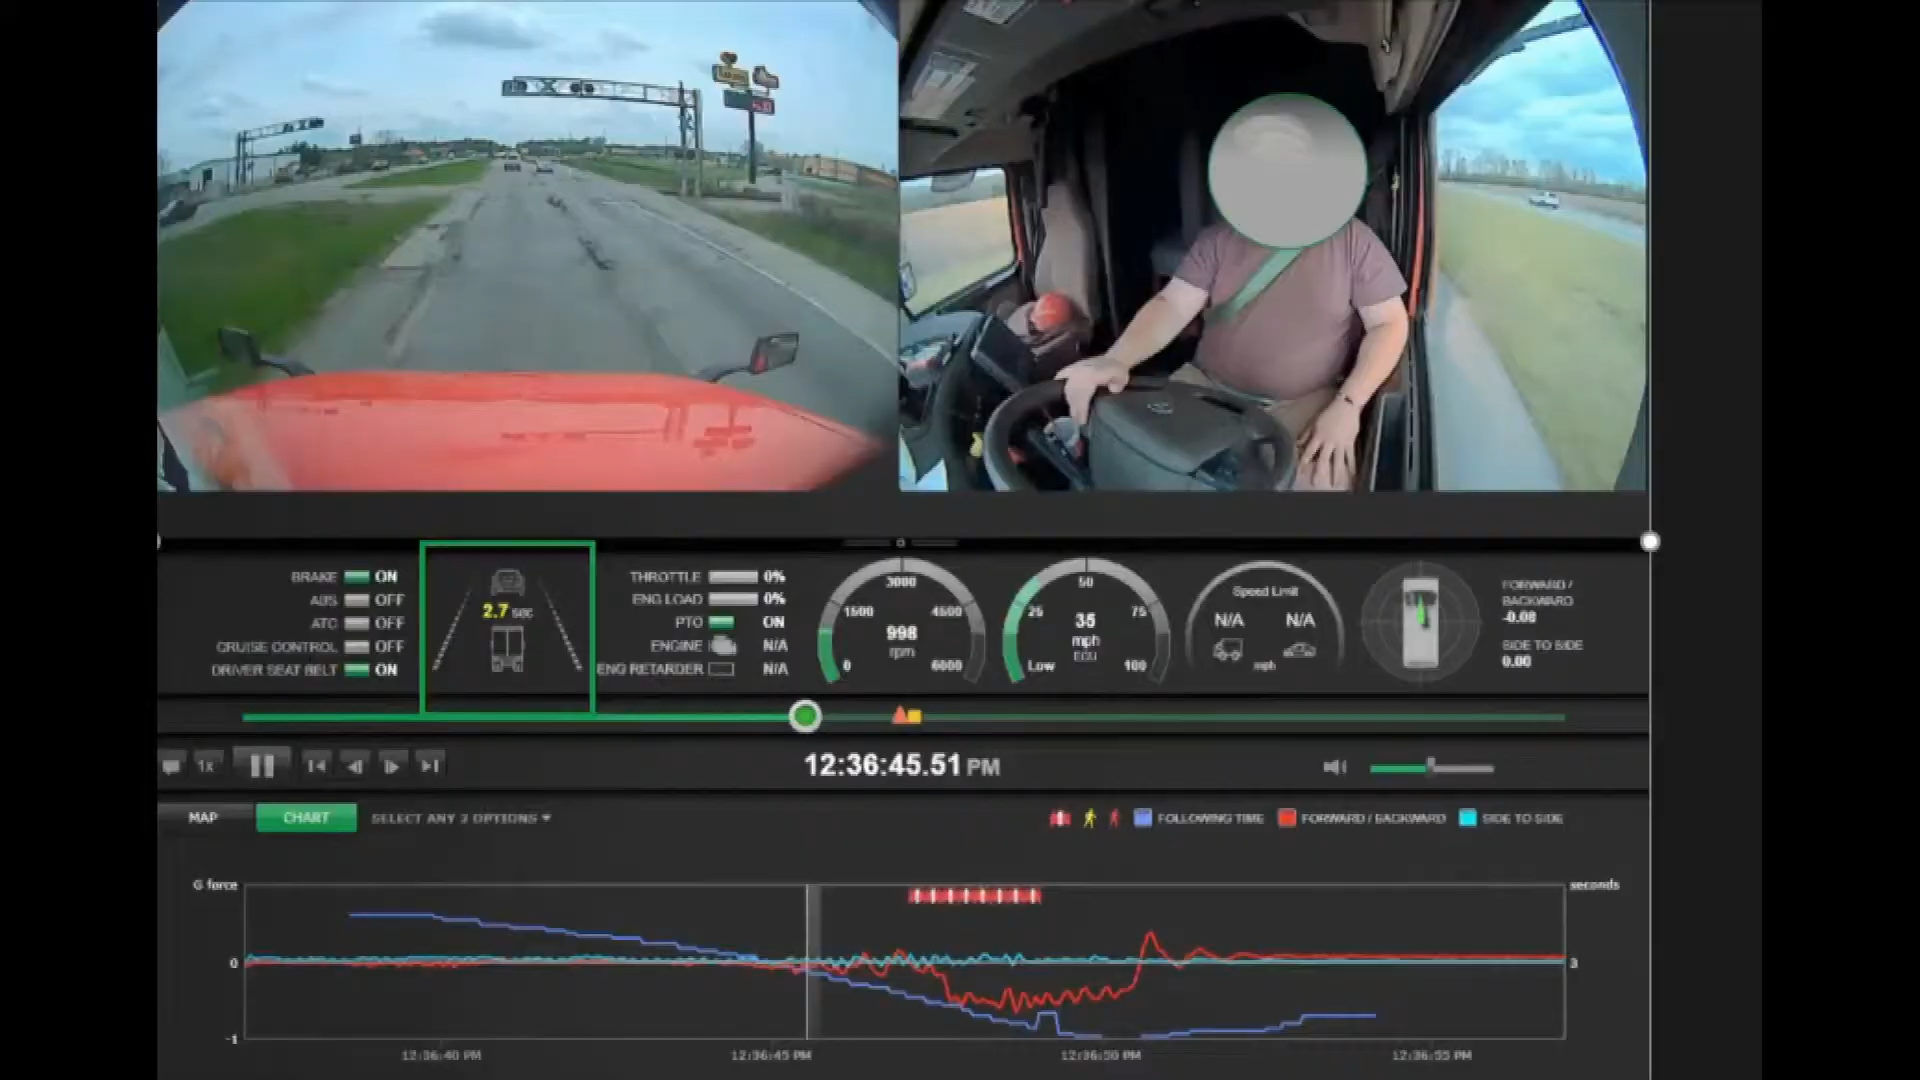 BRAKE ON
ABS OFF
ATC OFF
CRUISE CONTROL OFF
DRIVER SEAT BELT ON
2.7 sec
THROTTLE 0%
ENG LOAD 0%
PTO ON
ENGINE N/A
ENG RETARDER N/A
0 1500 3000 4500 6000
998
rpm
Low 25 50 75 100
35
mph
ECU
Speed Limit
N/A N/A
mph
FORWARD /
BACKWARD
-0.08
SIDE TO SIDE
0.00
1x
12:36:45.51 PM
MAP CHART SELECT ANY 3 OPTIONS
FOLLOWING TIME FORWARD / BACKWARD SIDE TO SIDE
G force seconds
0 3
-1
12:36:40 PM 12:36:45 PM 12:36:50 PM 12:36:55 PM